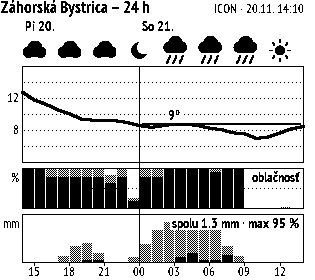 Záhorská Bystrica – 24 h
ICON - 20.11. 14:10
Pi 20.
So 21.
12
9°
8
%
oblačnosť
mm
spolu 1.3 mm · max 95 %
15 18 21 00 03 06 09 12